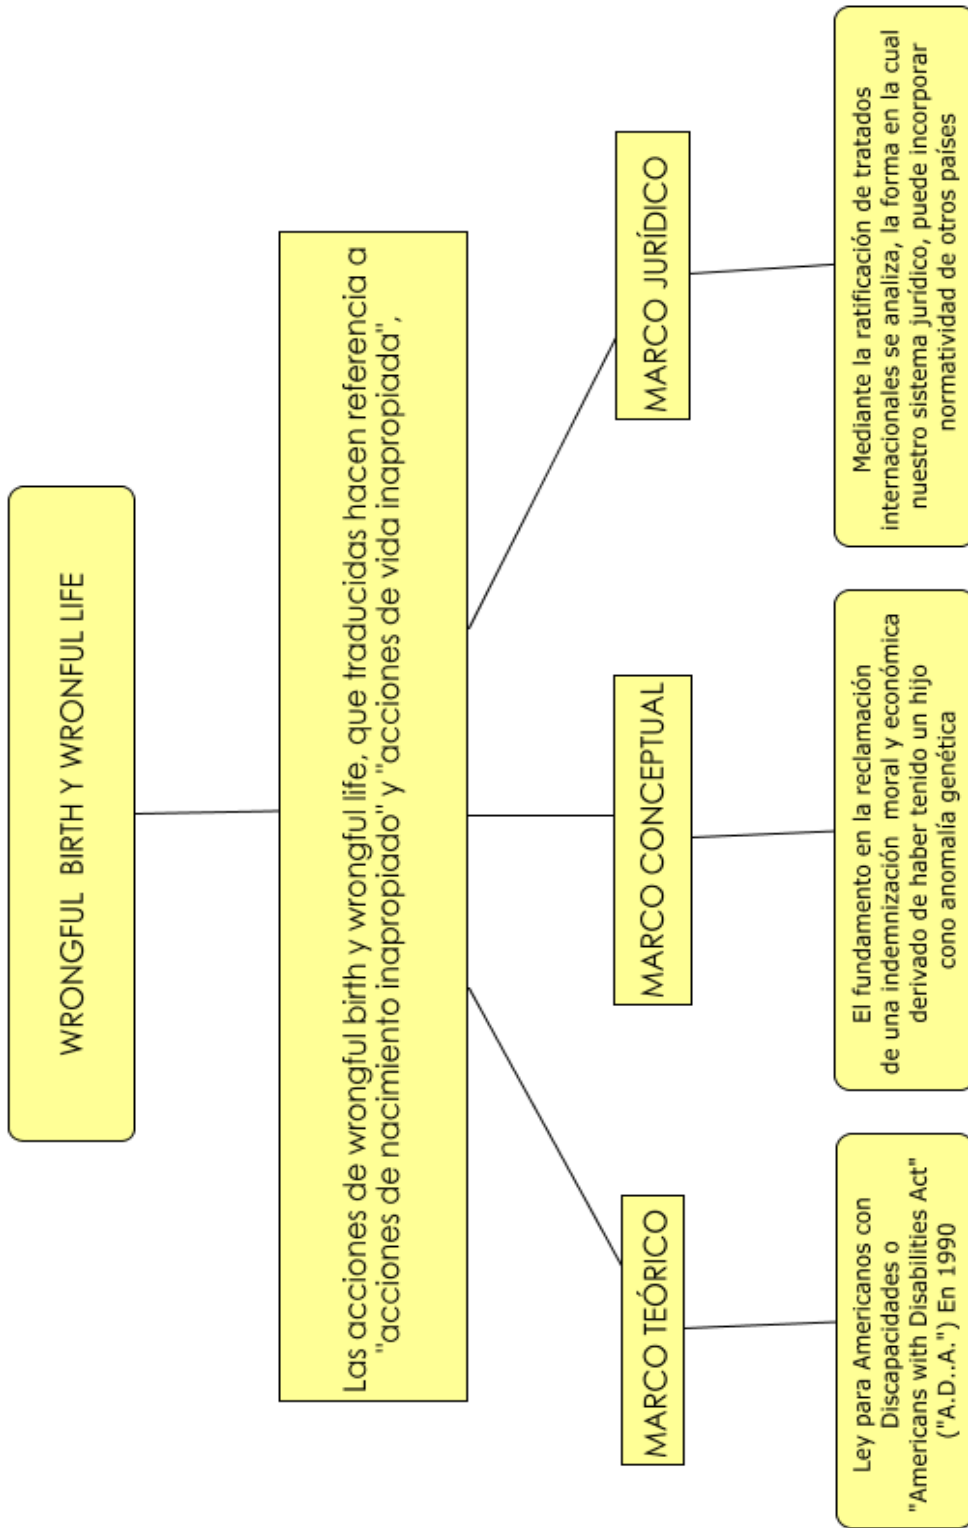 WRONGFUL  BIRTH Y WRONFUL LIFE
Las acciones de wrongful birth y wrongful life, que traducidas hacen referencia a
"acciones de nacimiento inapropiado" y "acciones de vida inapropiada",
MARCO TEÓRICO
MARCO CONCEPTUAL
MARCO JURÍDICO
Ley para Americanos con
Discapacidades o
"Americans with Disabilities Act"
("A.D..A.") En 1990
El fundamento en la reclamación
de una indemnización  moral y económica
derivado de haber tenido un hijo
cono anomalía genética
Mediante la ratificación de tratados
internacionales se analiza, la forma en la cual
nuestro sistema jurídico, puede incorporar
normatividad de otros países